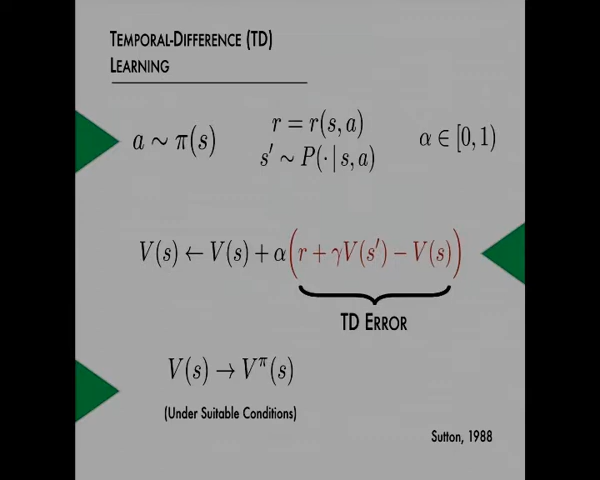 TEMPORAL-DIFFERENCE (TD)
LEARNING
a ∼ π(s)
r = r(s, a)
s′ ∼ P(· | s, a)
α ∈ [0, 1)
V(s) ← V(s) + α(r + γV(s′) − V(s))
TD ERROR
V(s) → V^π(s)
(Under Suitable Conditions)
Sutton, 1988